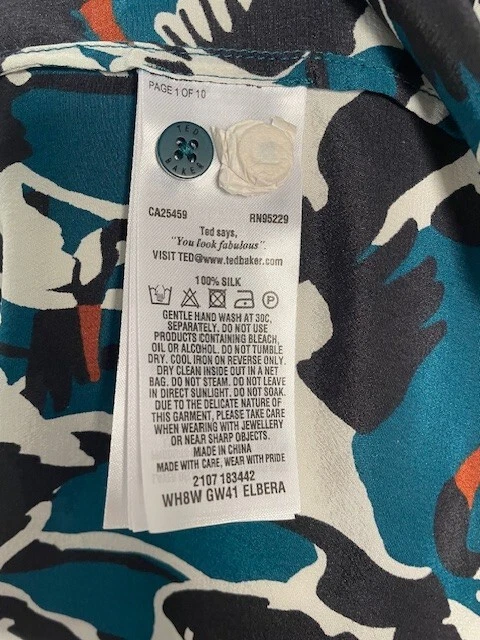 PAGE 1 OF 10
TED
BAKER
CA25459 RN95229
Ted says,
"You look fabulous".
VISIT TED@www.tedbaker.com
100% SILK
P
GENTLE HAND WASH AT 30C,
SEPARATELY. DO NOT USE
PRODUCTS CONTAINING BLEACH,
OIL OR ALCOHOL. DO NOT TUMBLE
DRY. COOL IRON ON REVERSE ONLY.
DRY CLEAN INSIDE OUT IN A NET
BAG. DO NOT STEAM. DO NOT LEAVE
IN DIRECT SUNLIGHT. DO NOT SOAK.
DUE TO THE DELICATE NATURE OF
THIS GARMENT, PLEASE TAKE CARE
WHEN WEARING WITH JEWELLERY
OR NEAR SHARP OBJECTS.
MADE IN CHINA
MADE WITH CARE, WEAR WITH PRIDE
2107 183442
WH8W GW41 ELBERA